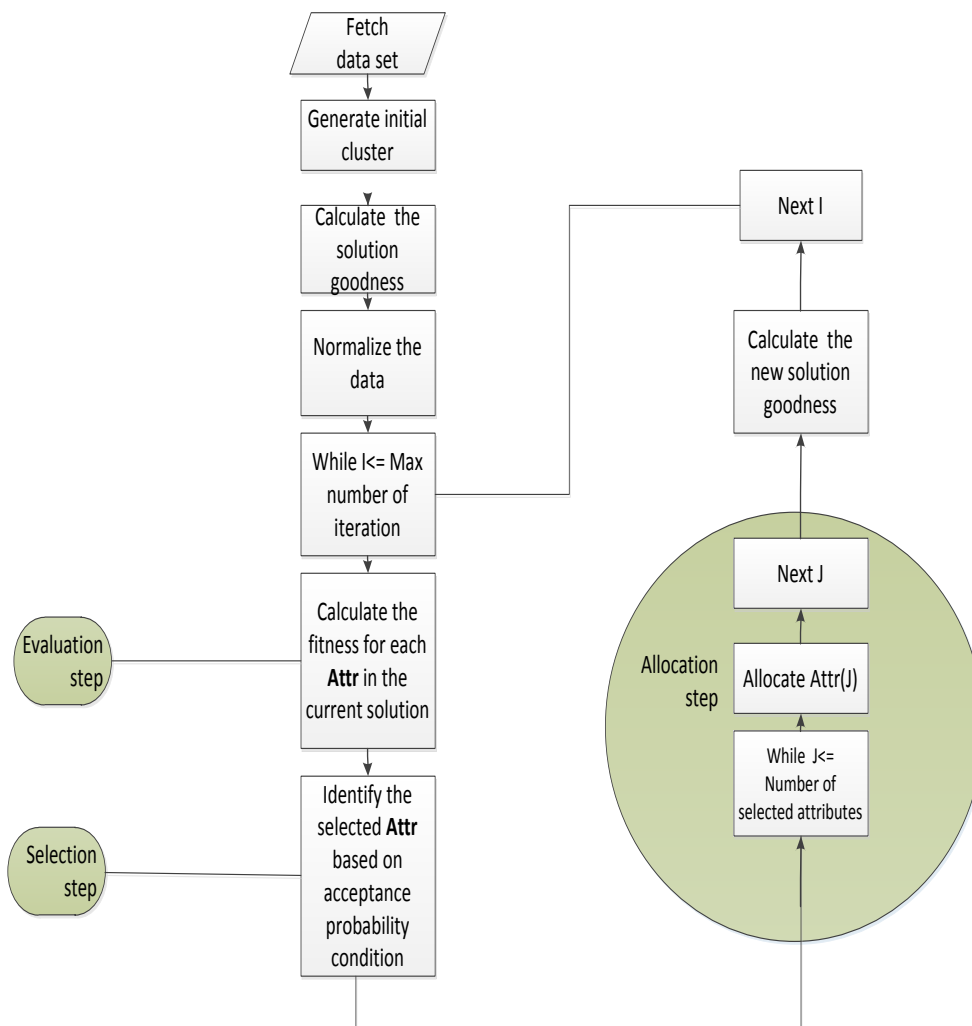 Fetch
data set
Generate initial
cluster
Calculate the
solution
goodness
Normalize the
data
While I<= Max
number of
iteration
Calculate the
fitness for each
Attr in the
current solution
Evaluation
step
Identify the
selected Attr
based on
acceptance
probability
condition
Selection
step
Next I
Calculate the
new solution
goodness
Next J
Allocation
step
Allocate Attr(J)
While J<=
Number of
selected attributes